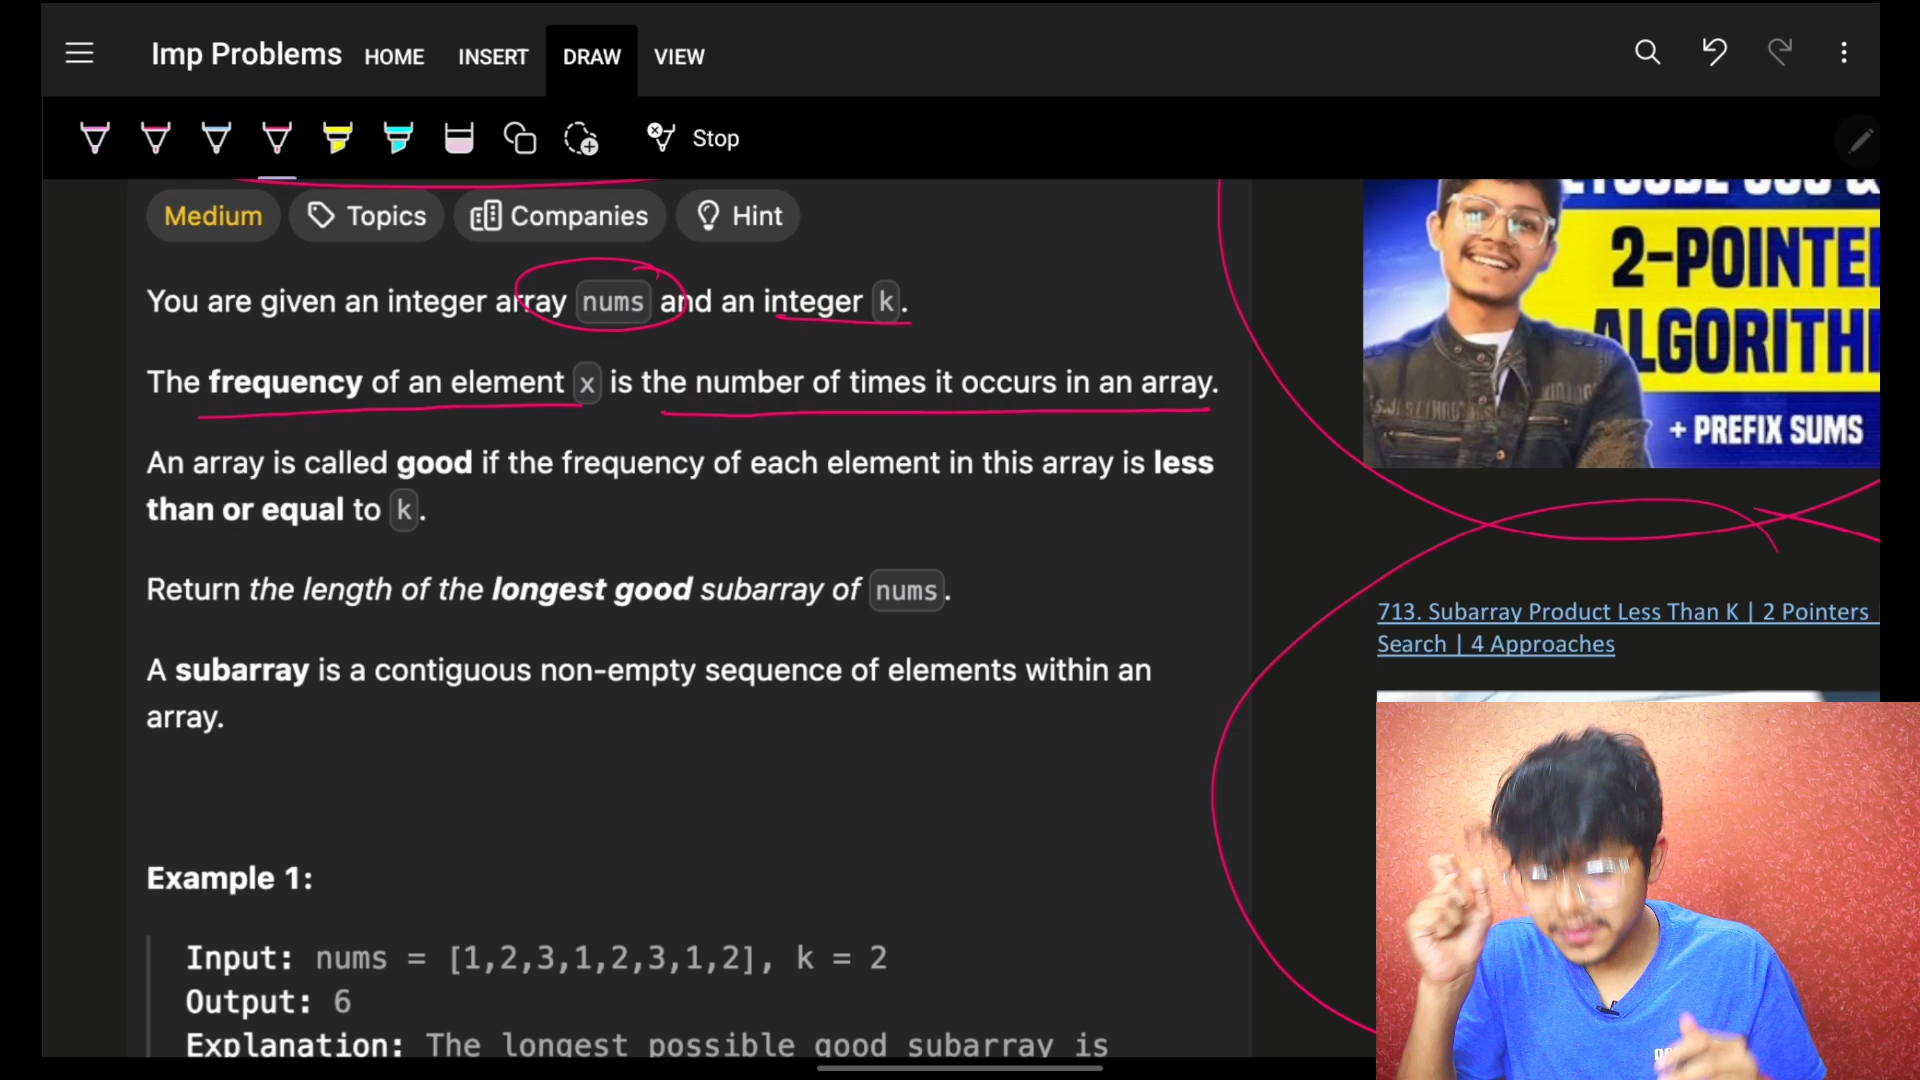 Imp Problems HOME INSERT DRAW VIEW
Stop
Medium Topics Companies Hint
You are given an integer array nums and an integer k.
The frequency of an element x is the number of times it occurs in an array.
An array is called good if the frequency of each element in this array is less
than or equal to k.
Return the length of the longest good subarray of nums.
A subarray is a contiguous non-empty sequence of elements within an
array.
Example 1:
Input: nums = [1,2,3,1,2,3,1,2], k = 2
Output: 6
Explanation: The longest possible good subarray is
2-POINTE
ALGORITH
+ PREFIX SUMS
713. Subarray Product Less Than K | 2 Pointers
Search | 4 Approaches